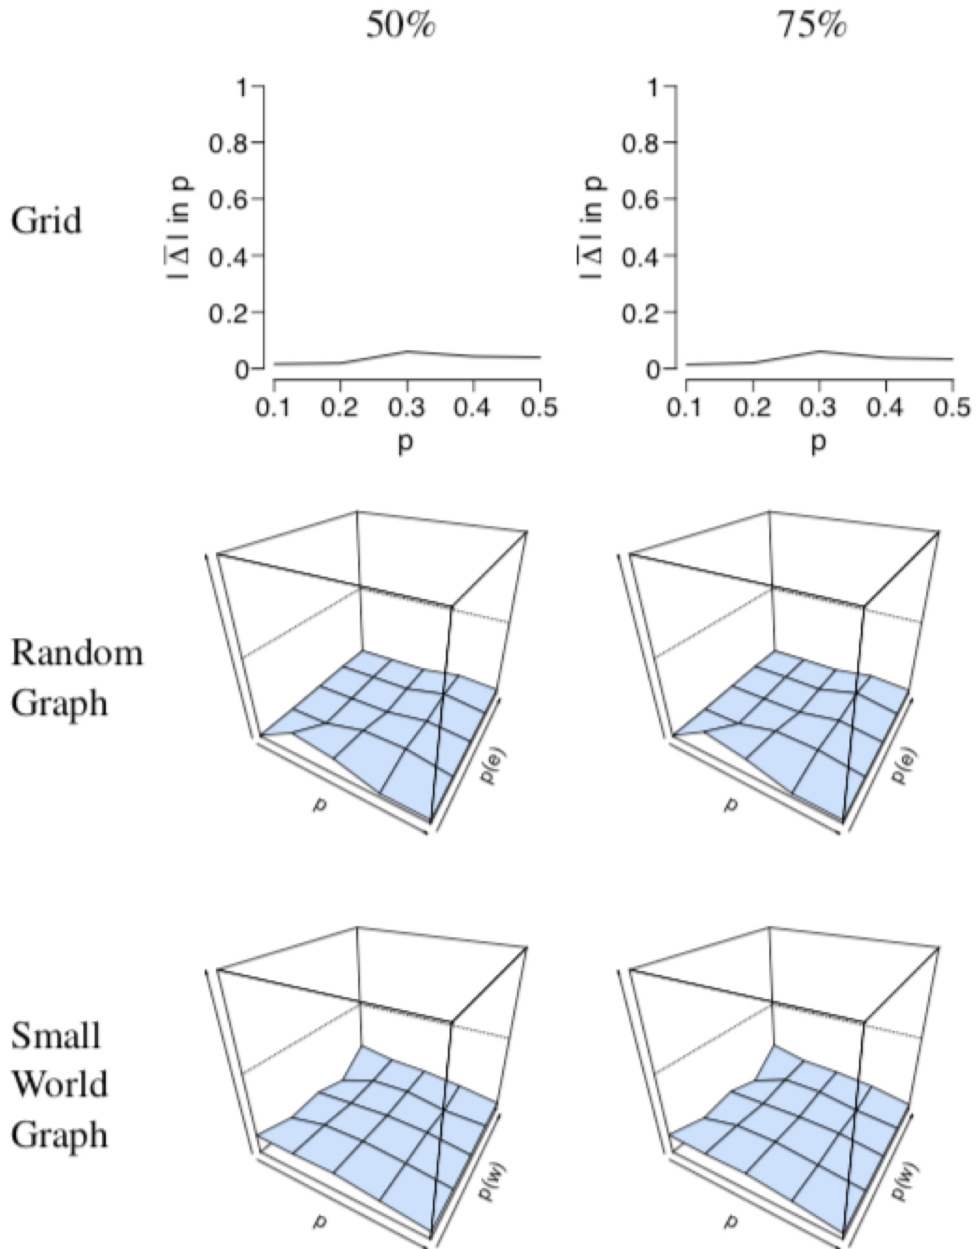 50% 75%
Grid
| Δ̅ | in p
1
0.8
0.6
0.4
0.2
0
0.1 0.2 0.3 0.4 0.5
p
| Δ̅ | in p
1
0.8
0.6
0.4
0.2
0
0.1 0.2 0.3 0.4 0.5
p
Random
Graph
p
p(e)
p
p(e)
Small
World
Graph
p
p(w)
p
p(w)